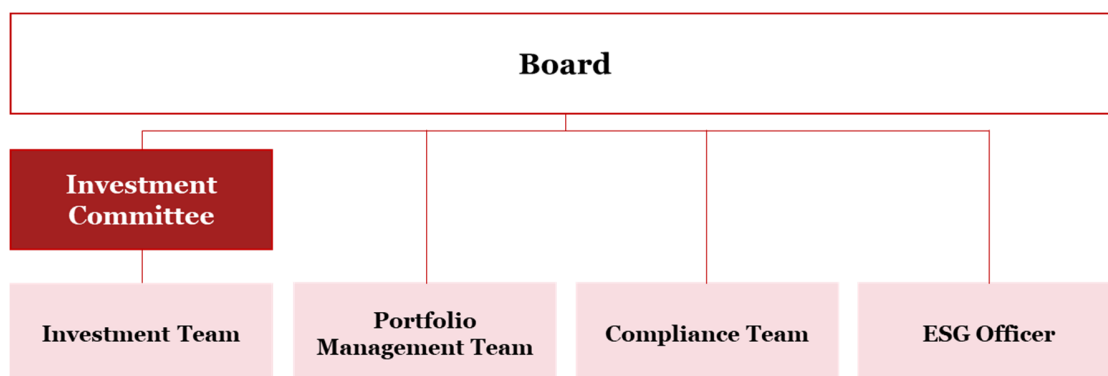 Board
Investment
Committee
Investment Team
Portfolio
Management Team
Compliance Team
ESG Officer